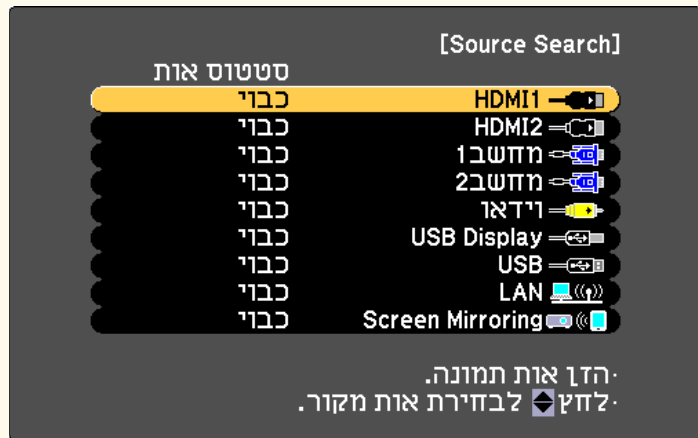 [Source Search]
סטטוס אות
HDMI1 כבוי
HDMI2 כבוי
מחשב1 כבוי
מחשב2 כבוי
וידאו כבוי
USB Display כבוי
USB כבוי
LAN כבוי
Screen Mirroring כבוי
·הזן אות תמונה.
·לחץ לבחירת אות מקור.